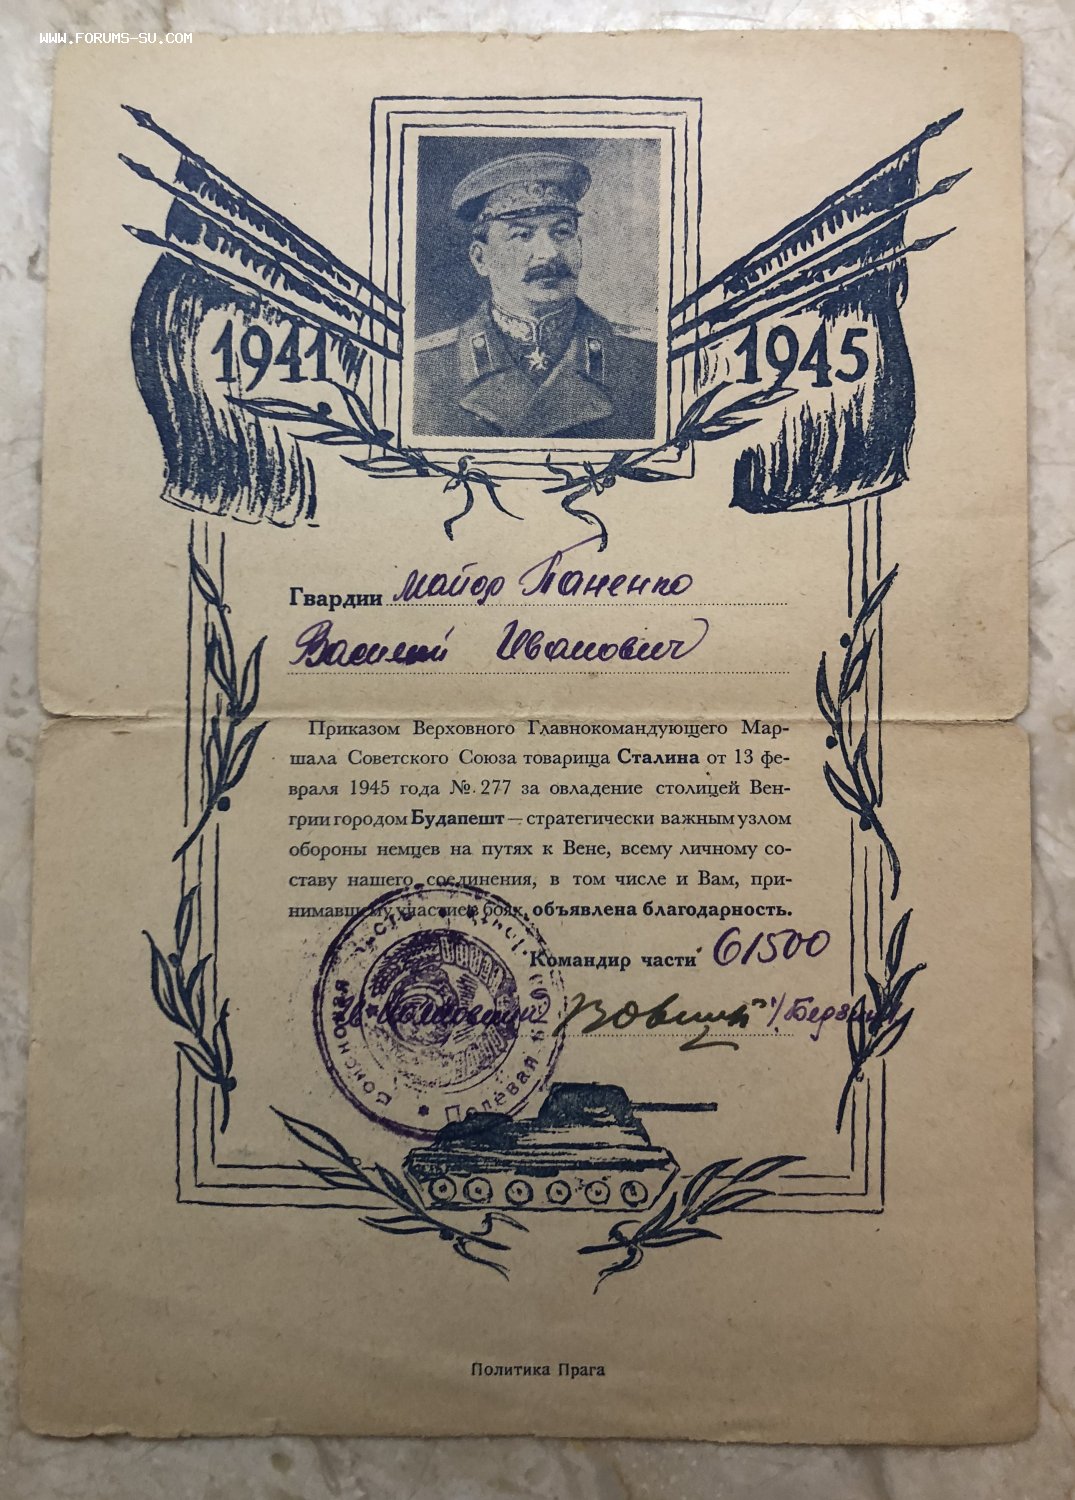 WWW.FORUMS-SU.COM
1941
1945
Гвардии майор Паненко
Василий Иванович
Приказом Верховного Главнокомандующего Мар-
шала Советского Союза товарища Сталина от 13 фе-
враля 1945 года №. 277 за овладение столицей Вен-
грии городом Будапешт — стратегически важным узлом
обороны немцев на путях к Вене, всему личному со-
ставу нашего соединения, в том числе и Вам, при-
нимавшему участие в боях, объявлена благодарность.
Командир части 61500
Полевая
Политика Прага